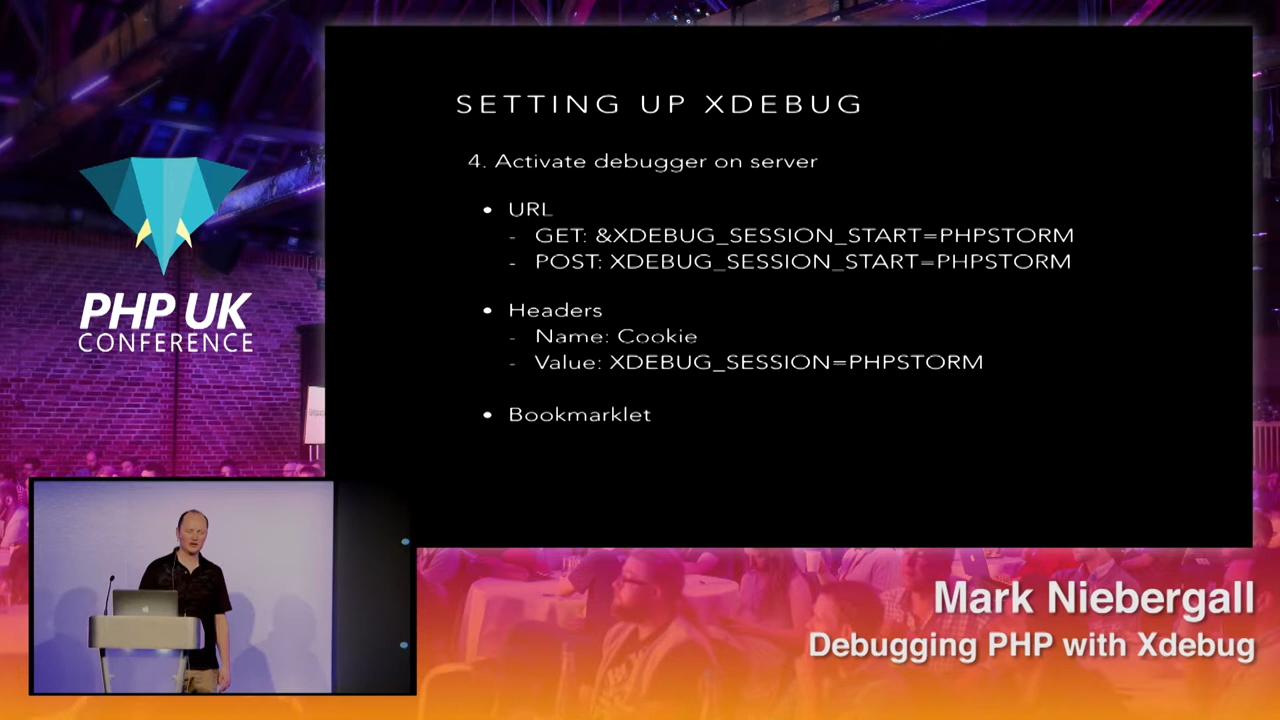 SETTING UP XDEBUG
4. Activate debugger on server
• URL
- GET: &XDEBUG_SESSION_START=PHPSTORM
- POST: XDEBUG_SESSION_START=PHPSTORM
• Headers
- Name: Cookie
- Value: XDEBUG_SESSION=PHPSTORM
• Bookmarklet
PHP UK
CONFERENCE
Mark Niebergall
Debugging PHP with Xdebug